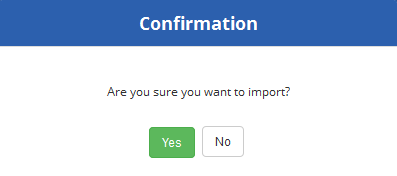 Confirmation
Are you sure you want to import?
Yes
No